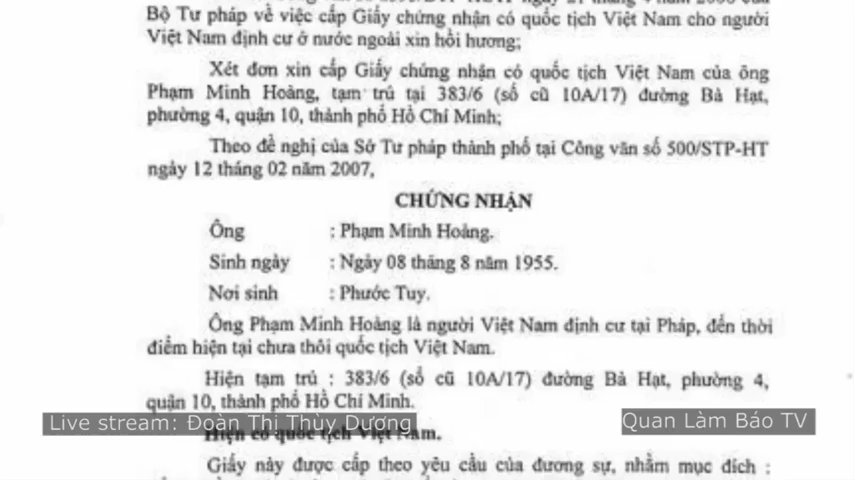 Bộ Tư pháp về việc cấp Giấy chứng nhận có quốc tịch Việt Nam cho người
Việt Nam định cư ở nước ngoài xin hồi hương;
Xét đơn xin cấp Giấy chứng nhận có quốc tịch Việt Nam của ông
Phạm Minh Hoàng, tạm trú tại 383/6 (số cũ 10A/17) đường Bà Hạt,
phường 4, quận 10, thành phố Hồ Chí Minh;
Theo đề nghị của Sở Tư pháp thành phố tại Công văn số 500/STP-HT
ngày 12 tháng 02 năm 2007,
CHỨNG NHẬN
Ông : Phạm Minh Hoàng.
Sinh ngày : Ngày 08 tháng 8 năm 1955.
Nơi sinh : Phước Tuy.
Ông Phạm Minh Hoàng là người Việt Nam định cư tại Pháp, đến thời
điểm hiện tại chưa thôi quốc tịch Việt Nam.
Hiện tạm trú : 383/6 (số cũ 10A/17) đường Bà Hạt, phường 4,
quận 10, thành phố Hồ Chí Minh.
Live stream: Đoàn Thị Thùy Dương
Quan Làm Báo TV
Hiện có quốc tịch Việt Nam.
Giấy này được cấp theo yêu cầu của đương sự, nhằm mục đích :